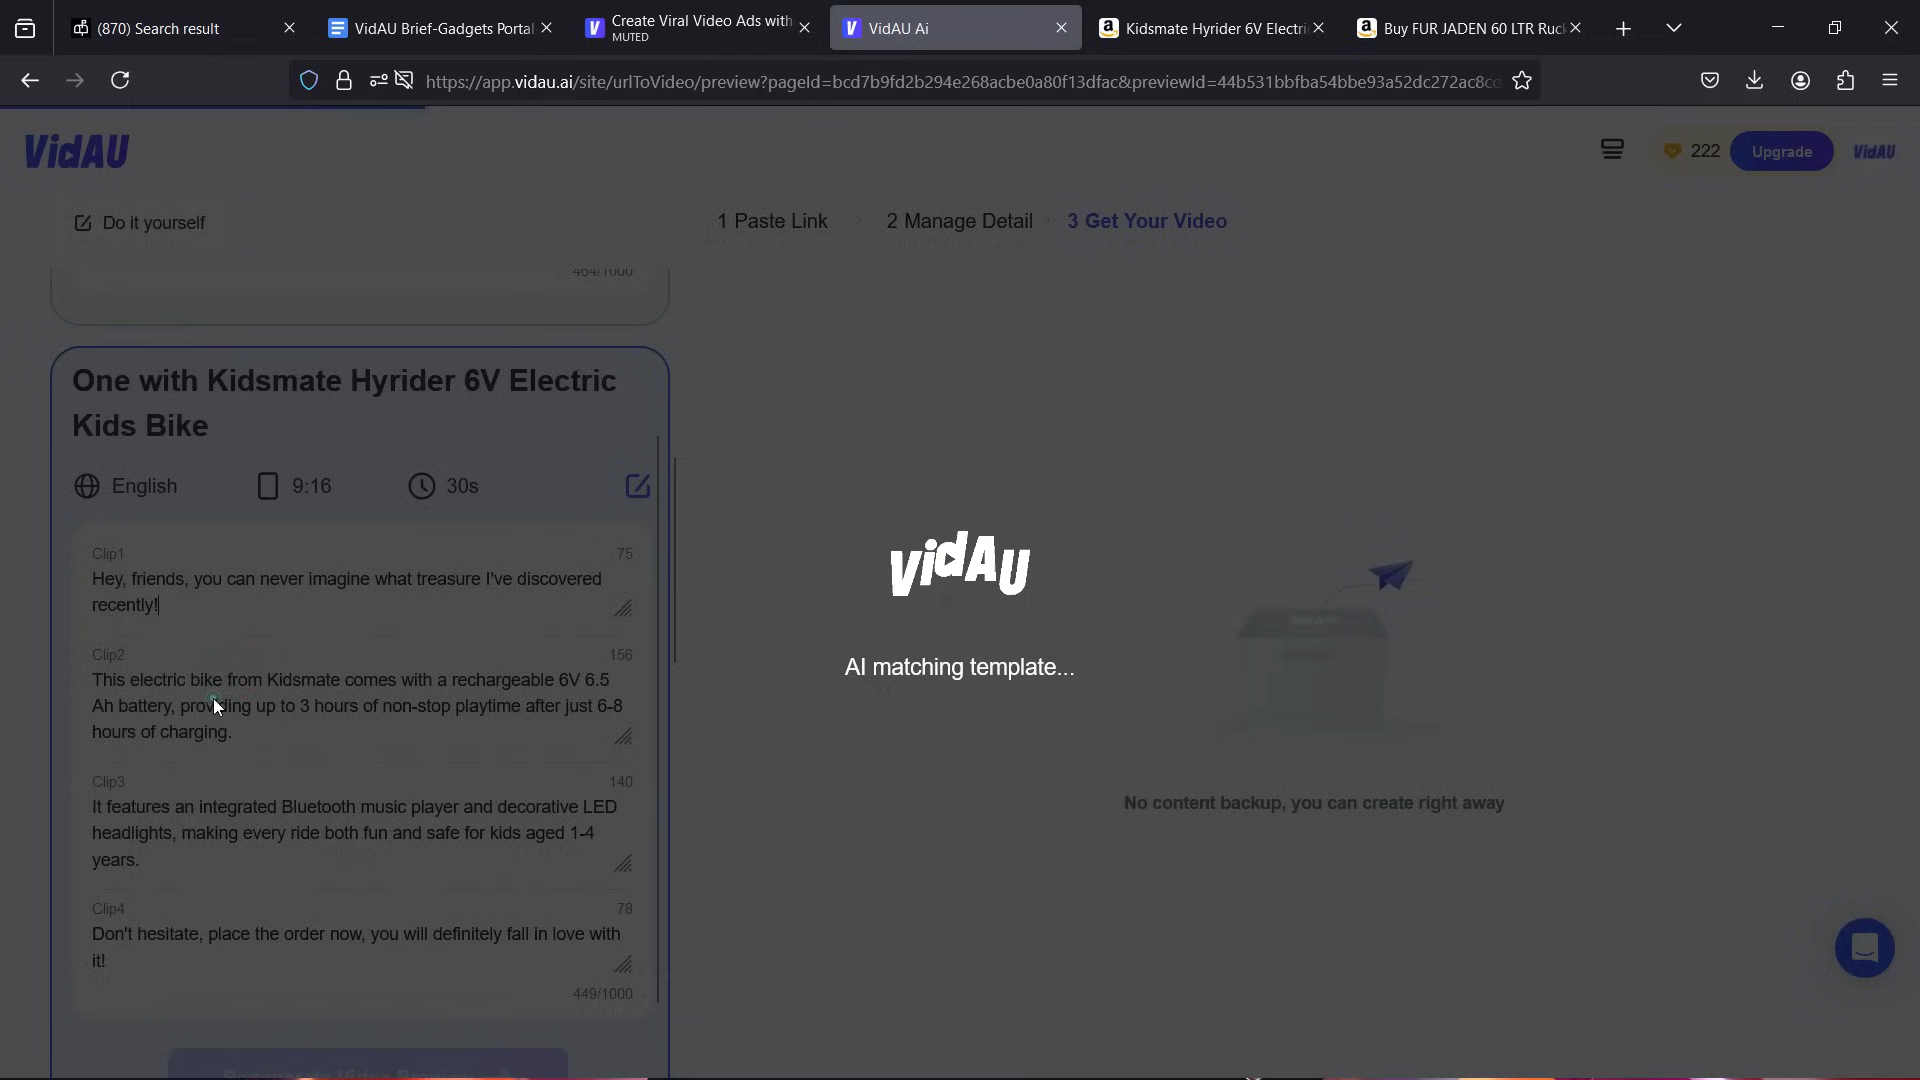 (870) Search result
VidAU Brief-Gadgets Portal
Create Viral Video Ads with
MUTED
VidAU Ai
Kidsmate Hyrider 6V Electri
Buy FUR JADEN 60 LTR Ruck
https://app.vidau.ai/site/urlToVideo/preview?pageId=bcd7b9fd2b294e268acbe0a80f13dfac&previewId=44b531bbfba54bbe93a52dc272ac8cc
VidAU
222
Upgrade
VidAU
Do it yourself
1 Paste Link
2 Manage Detail
3 Get Your Video
464/1000
One with Kidsmate Hyrider 6V Electric
Kids Bike
English
9:16
30s
Clip1
75
Hey, friends, you can never imagine what treasure I've discovered
recently!
Clip2
156
This electric bike from Kidsmate comes with a rechargeable 6V 6.5
Ah battery, providing up to 3 hours of non-stop playtime after just 6-8
hours of charging.
Clip3
140
It features an integrated Bluetooth music player and decorative LED
headlights, making every ride both fun and safe for kids aged 1-4
years.
Clip4
78
Don't hesitate, place the order now, you will definitely fall in love with
it!
449/1000
Regenerate Video Preview
VidAU
AI matching template...
No content backup, you can create right away